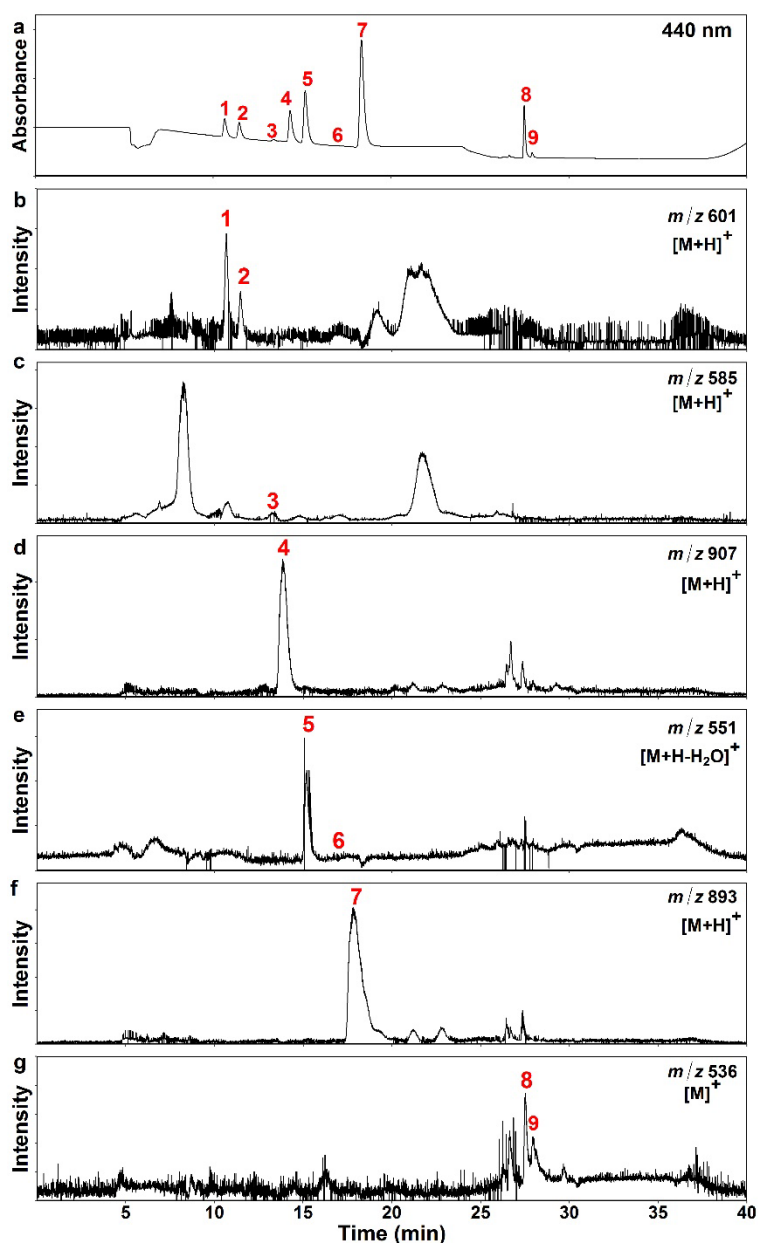 a
440 nm
Absorbance
1
2
3
4
5
6
7
8
9
b
m/z 601
[M+H]+
Intensity
1
2
c
m/z 585
[M+H]+
Intensity
3
d
m/z 907
[M+H]+
Intensity
4
e
m/z 551
[M+H-H₂O]+
Intensity
5
6
f
m/z 893
[M+H]+
Intensity
7
g
m/z 536
[M]+
Intensity
8
9
5 10 15 20 25 30 35 40
Time (min)